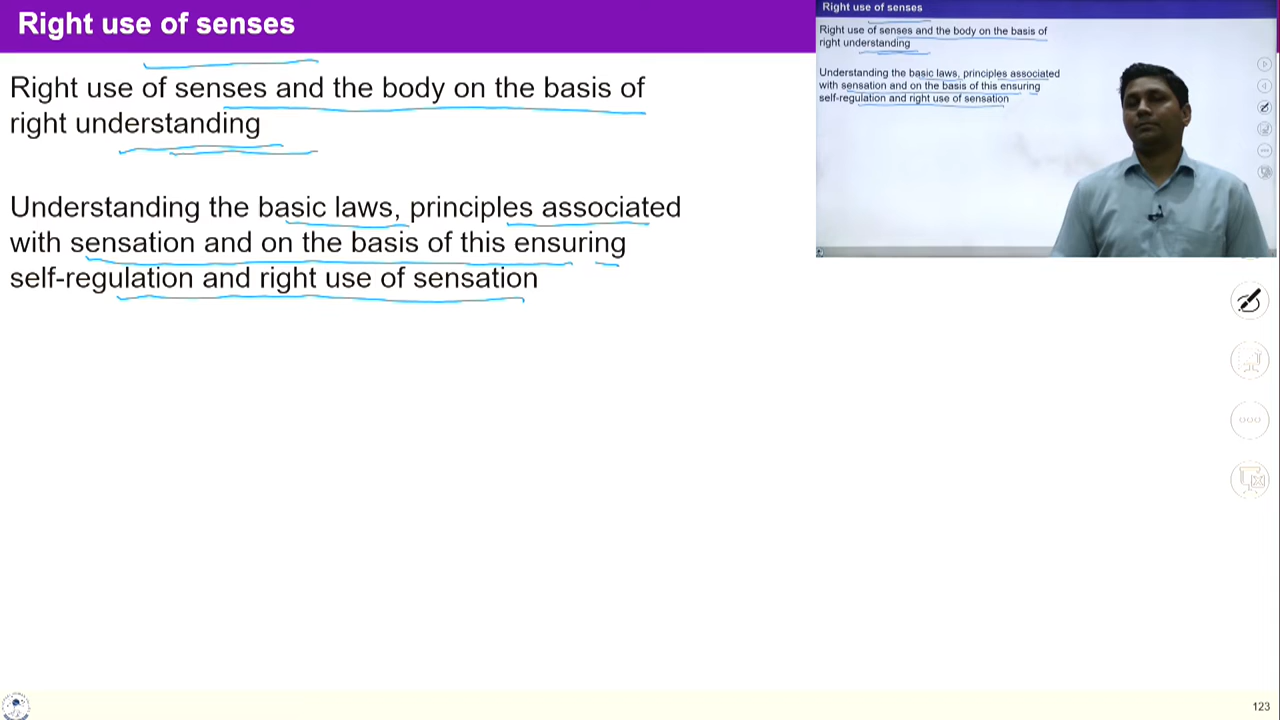 Right use of senses
Right use of senses and the body on the basis of
right understanding
Understanding the basic laws, principles associated
with sensation and on the basis of this ensuring
self-regulation and right use of sensation
Right use of senses
Right use of senses and the body on the basis of
right understanding
Understanding the basic laws, principles associated
with sensation and on the basis of this ensuring
self-regulation and right use of sensation
123